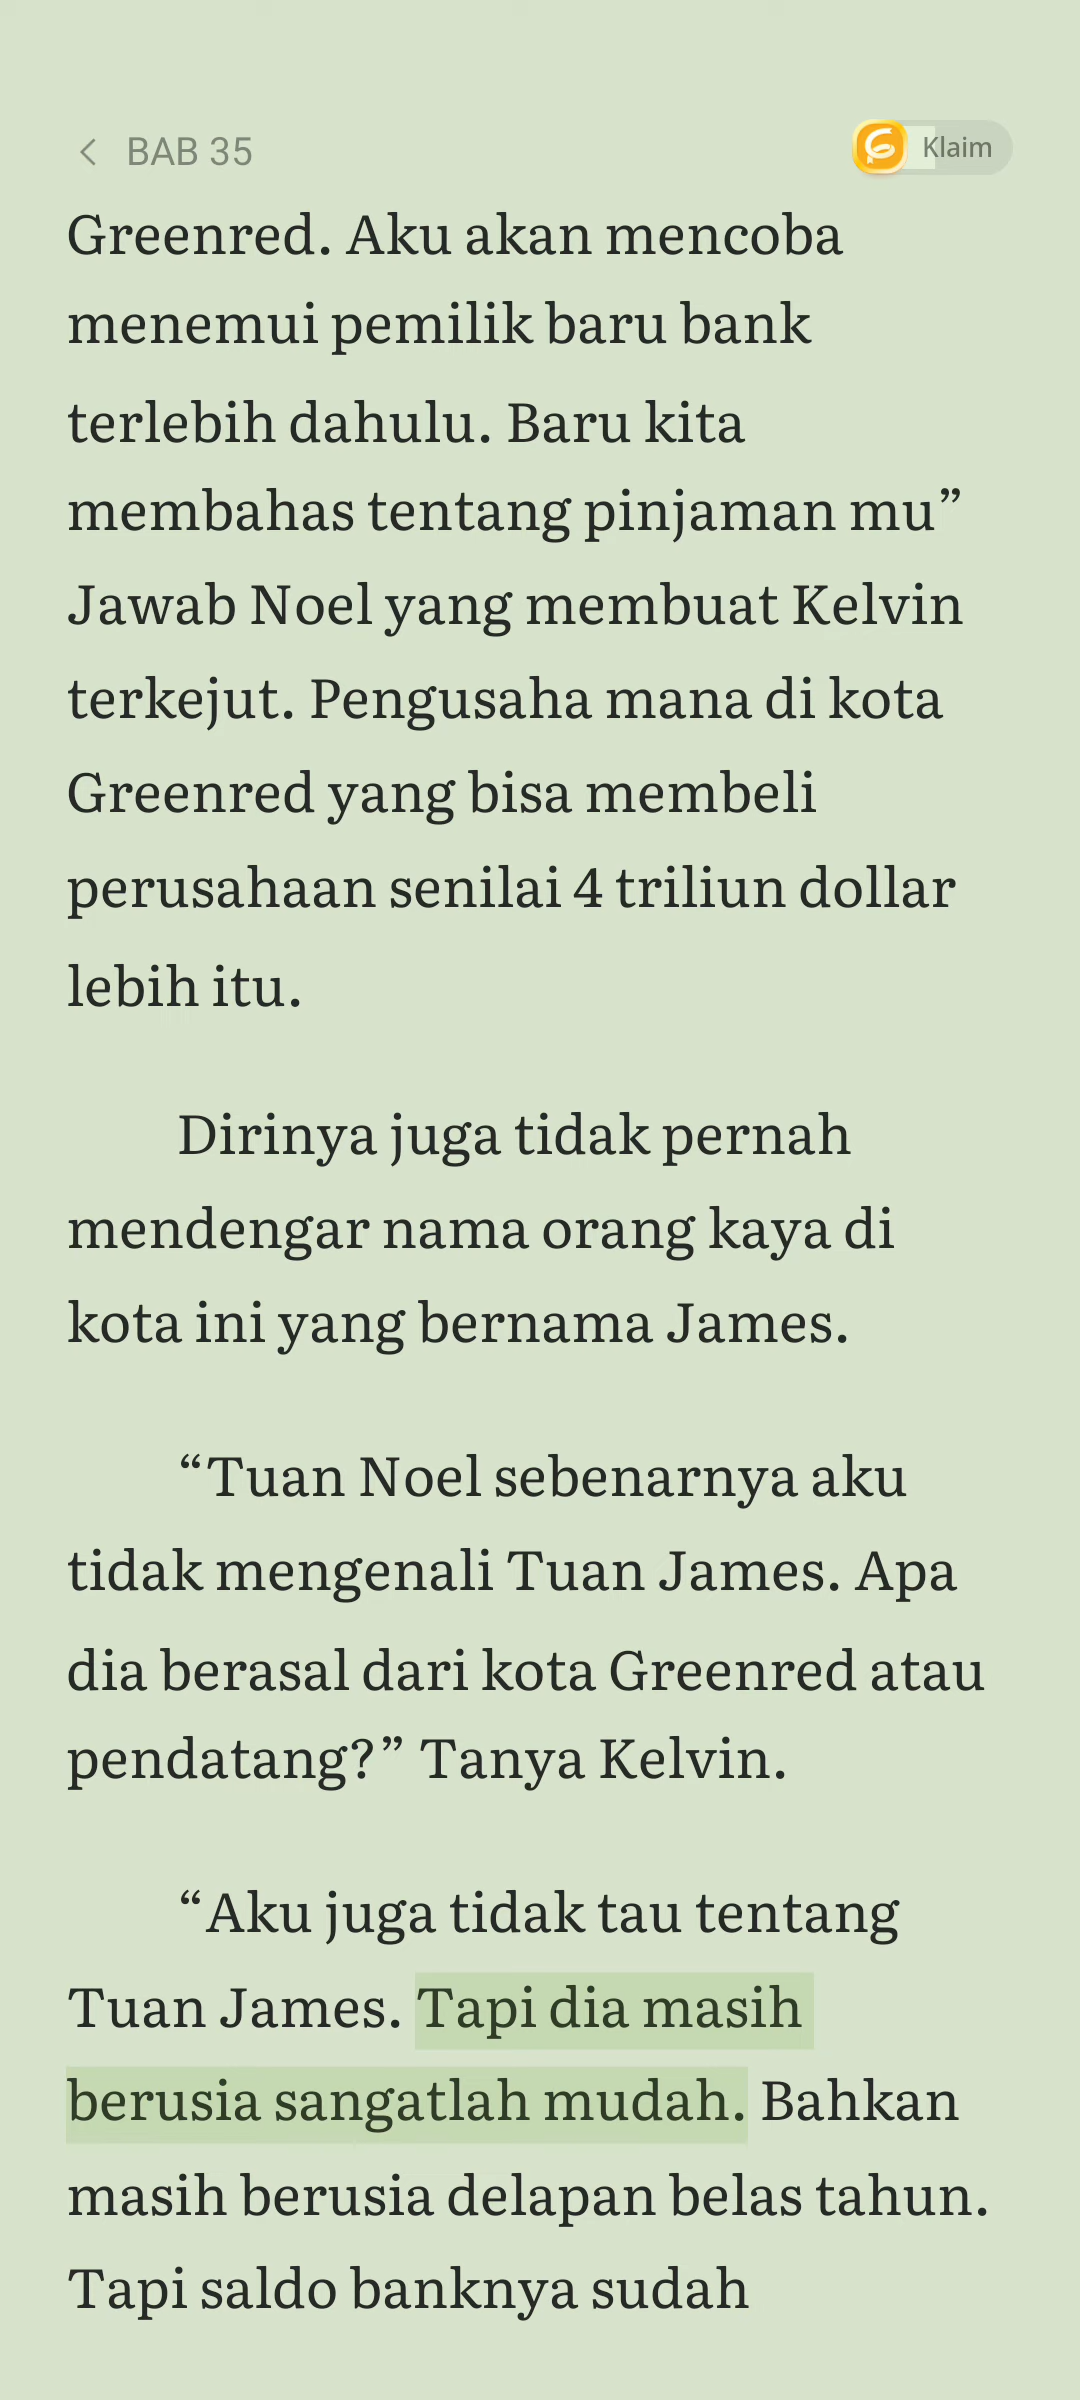 BAB 35
Klaim
Greenred. Aku akan mencoba
menemui pemilik baru bank
terlebih dahulu. Baru kita
membahas tentang pinjaman mu”
Jawab Noel yang membuat Kelvin
terkejut. Pengusaha mana di kota
Greenred yang bisa membeli
perusahaan senilai 4 triliun dollar
lebih itu.
Dirinya juga tidak pernah
mendengar nama orang kaya di
kota ini yang bernama James.
“Tuan Noel sebenarnya aku
tidak mengenali Tuan James. Apa
dia berasal dari kota Greenred atau
pendatang?” Tanya Kelvin.
“Aku juga tidak tau tentang
Tuan James. Tapi dia masih
berusia sangatlah mudah. Bahkan
masih berusia delapan belas tahun.
Tapi saldo banknya sudah